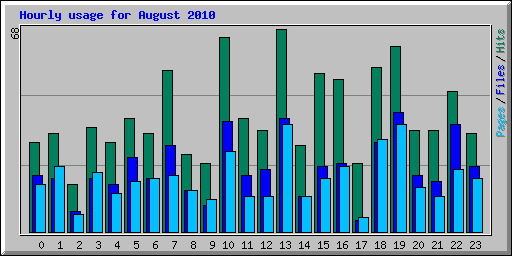 Hourly usage for August 2010
68
Pages/Files/Hits
0 1 2 3 4 5 6 7 8 9 10 11 12 13 14 15 16 17 18 19 20 21 22 23